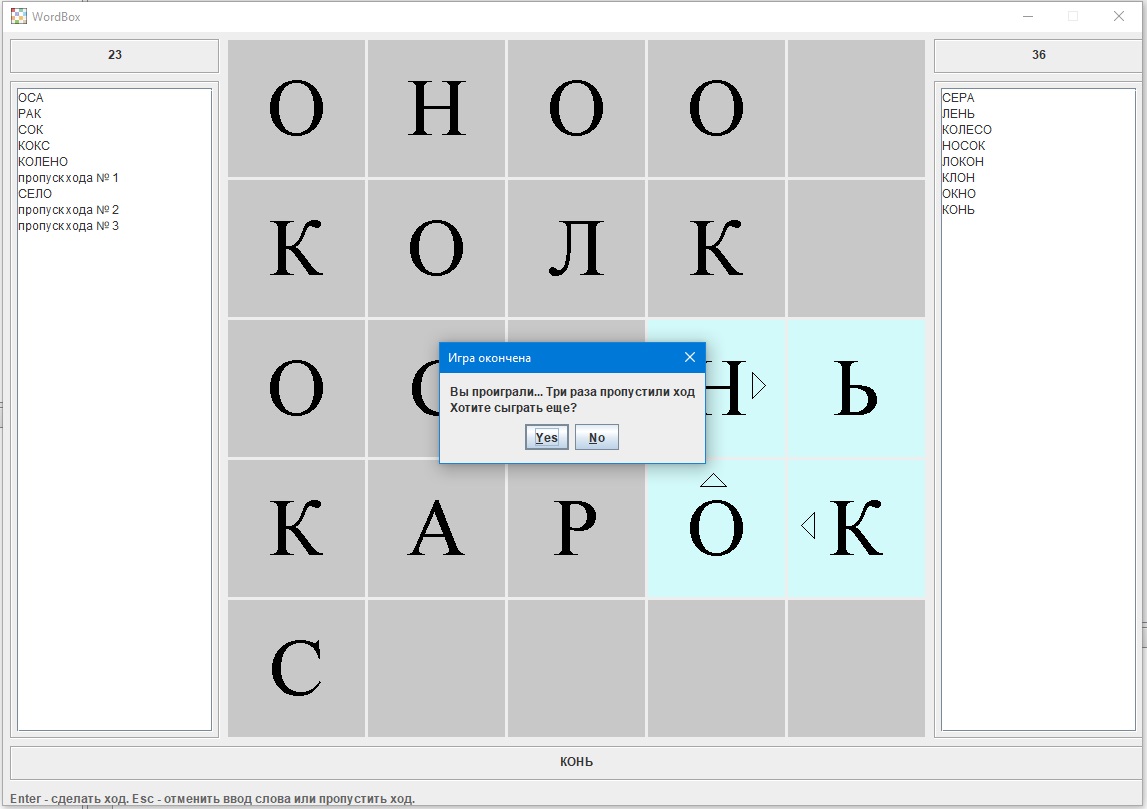 WordBox
23
36
ОСА
РАК
СОК
КОКС
КОЛЕНО
пропуск хода № 1
СЕЛО
пропуск хода № 2
пропуск хода № 3
О Н О О
К О Л К
О С Н Ь
К А Р О К
С
СЕРА
ЛЕНЬ
КОЛЕСО
НОСОК
ЛОКОН
КЛОН
ОКНО
КОНЬ
Игра окончена
Вы проиграли... Три раза пропустили ход
Хотите сыграть еще?
Yes No
КОНЬ
Enter - сделать ход. Esc - отменить ввод слова или пропустить ход.